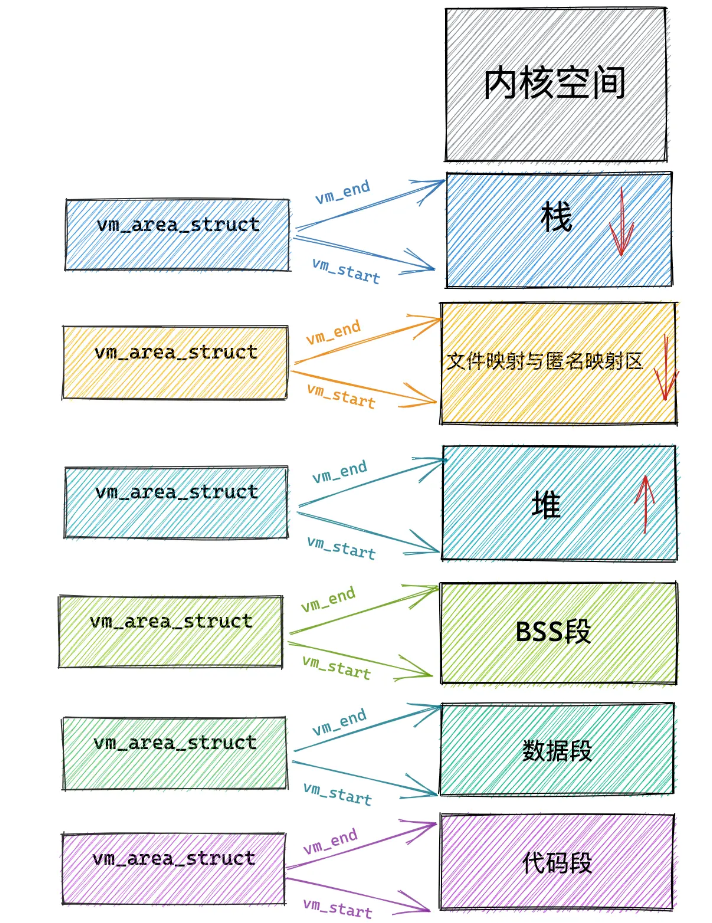 内核空间
vm_end
vm_area_struct
栈
vm_start
vm_end
vm_area_struct
文件映射与匿名映射区
vm_start
vm_end
vm_area_struct
堆
vm_start
vm_end
vm_area_struct
BSS段
vm_start
vm_end
vm_area_struct
数据段
vm_start
vm_end
vm_area_struct
代码段
vm_start